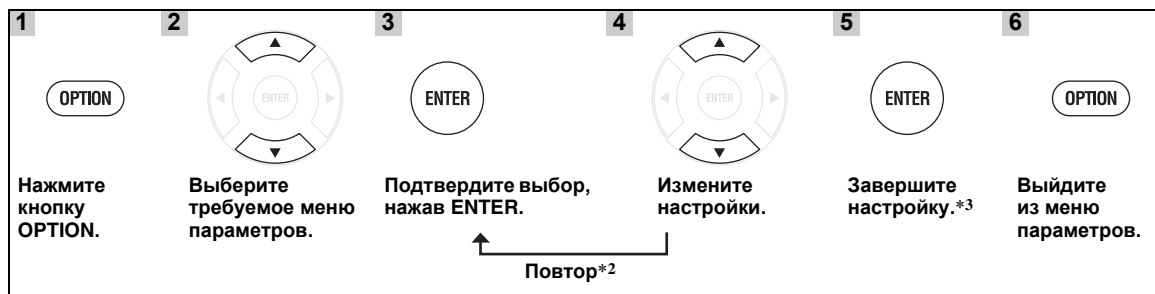 1
2
3
4
5
6
OPTION
ENTER
ENTER
ENTER
ENTER
OPTION
Нажмите
кнопку
OPTION.
Выберите
требуемое меню
параметров.
Подтвердите выбор,
нажав ENTER.
Измените
настройки.
Завершите
настройку.*3
Выйдите
из меню
параметров.
Повтор*2